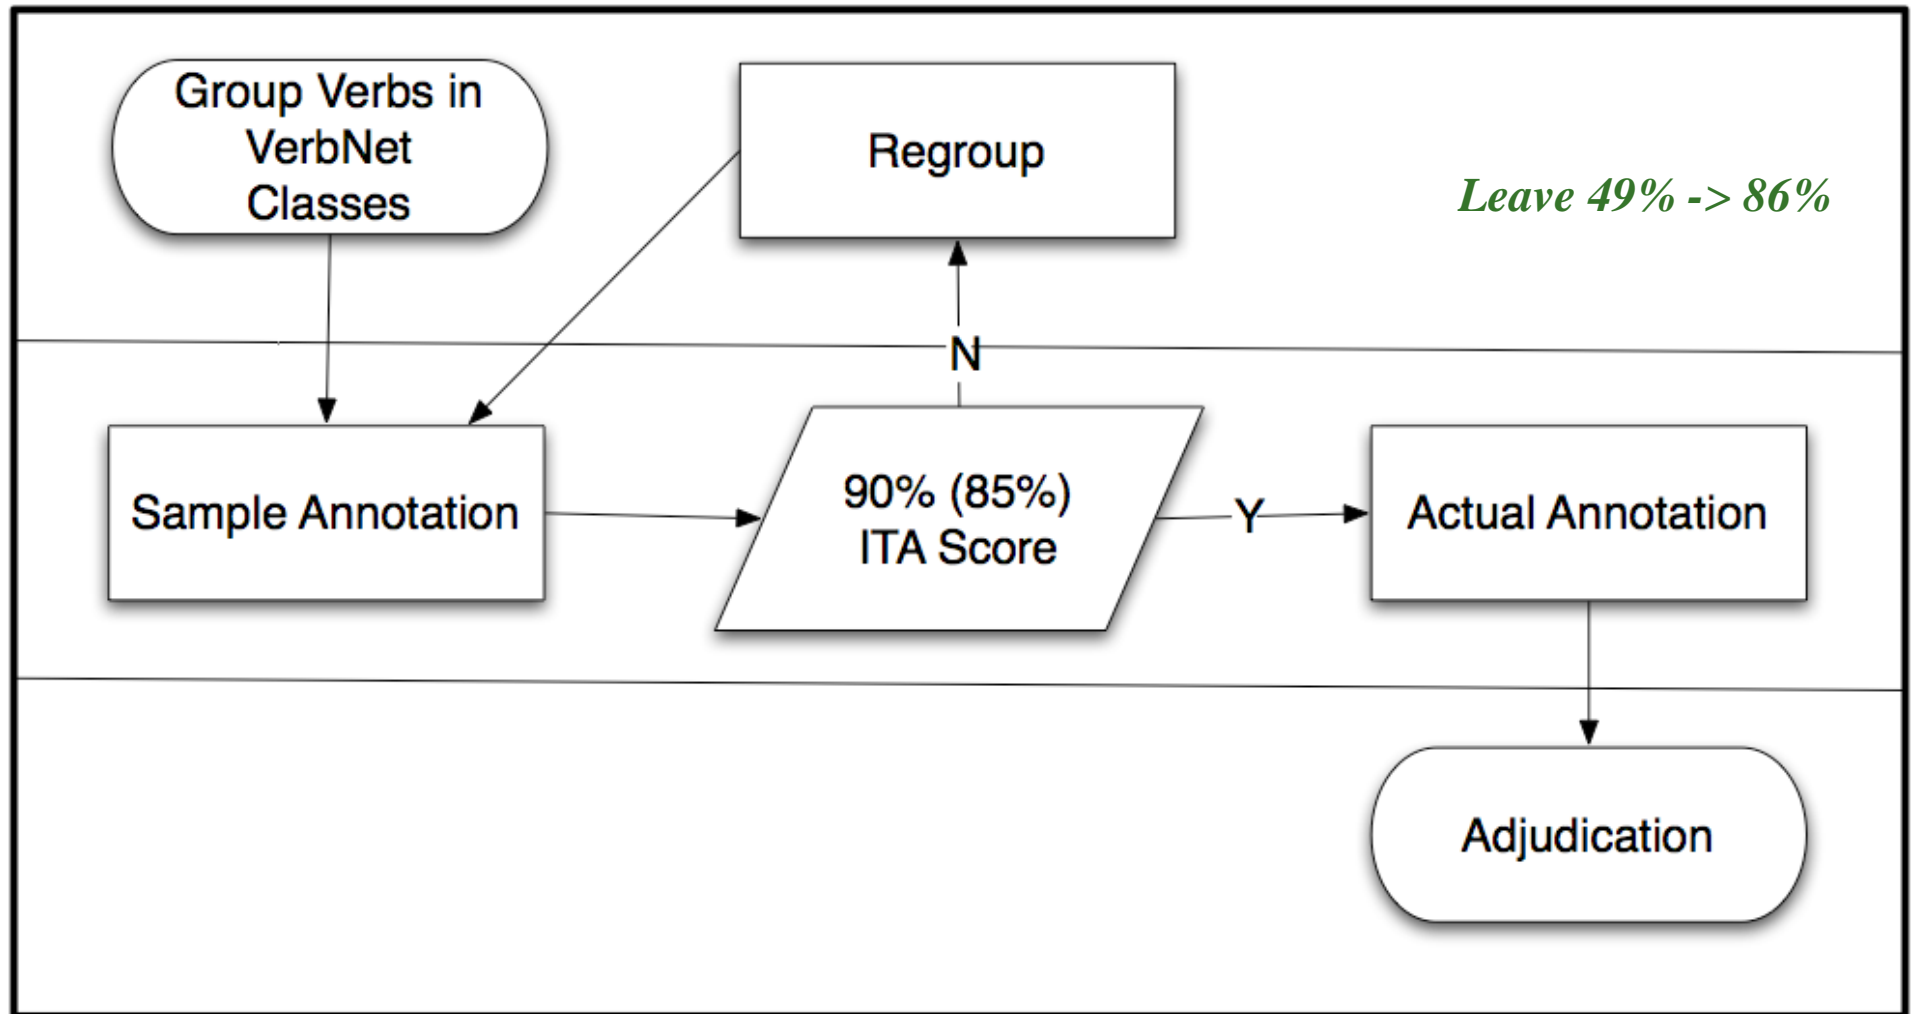 Group Verbs in
VerbNet
Classes
Regroup
Leave 49% -> 86%
N
Sample Annotation
90% (85%)
ITA Score
Y
Actual Annotation
Adjudication